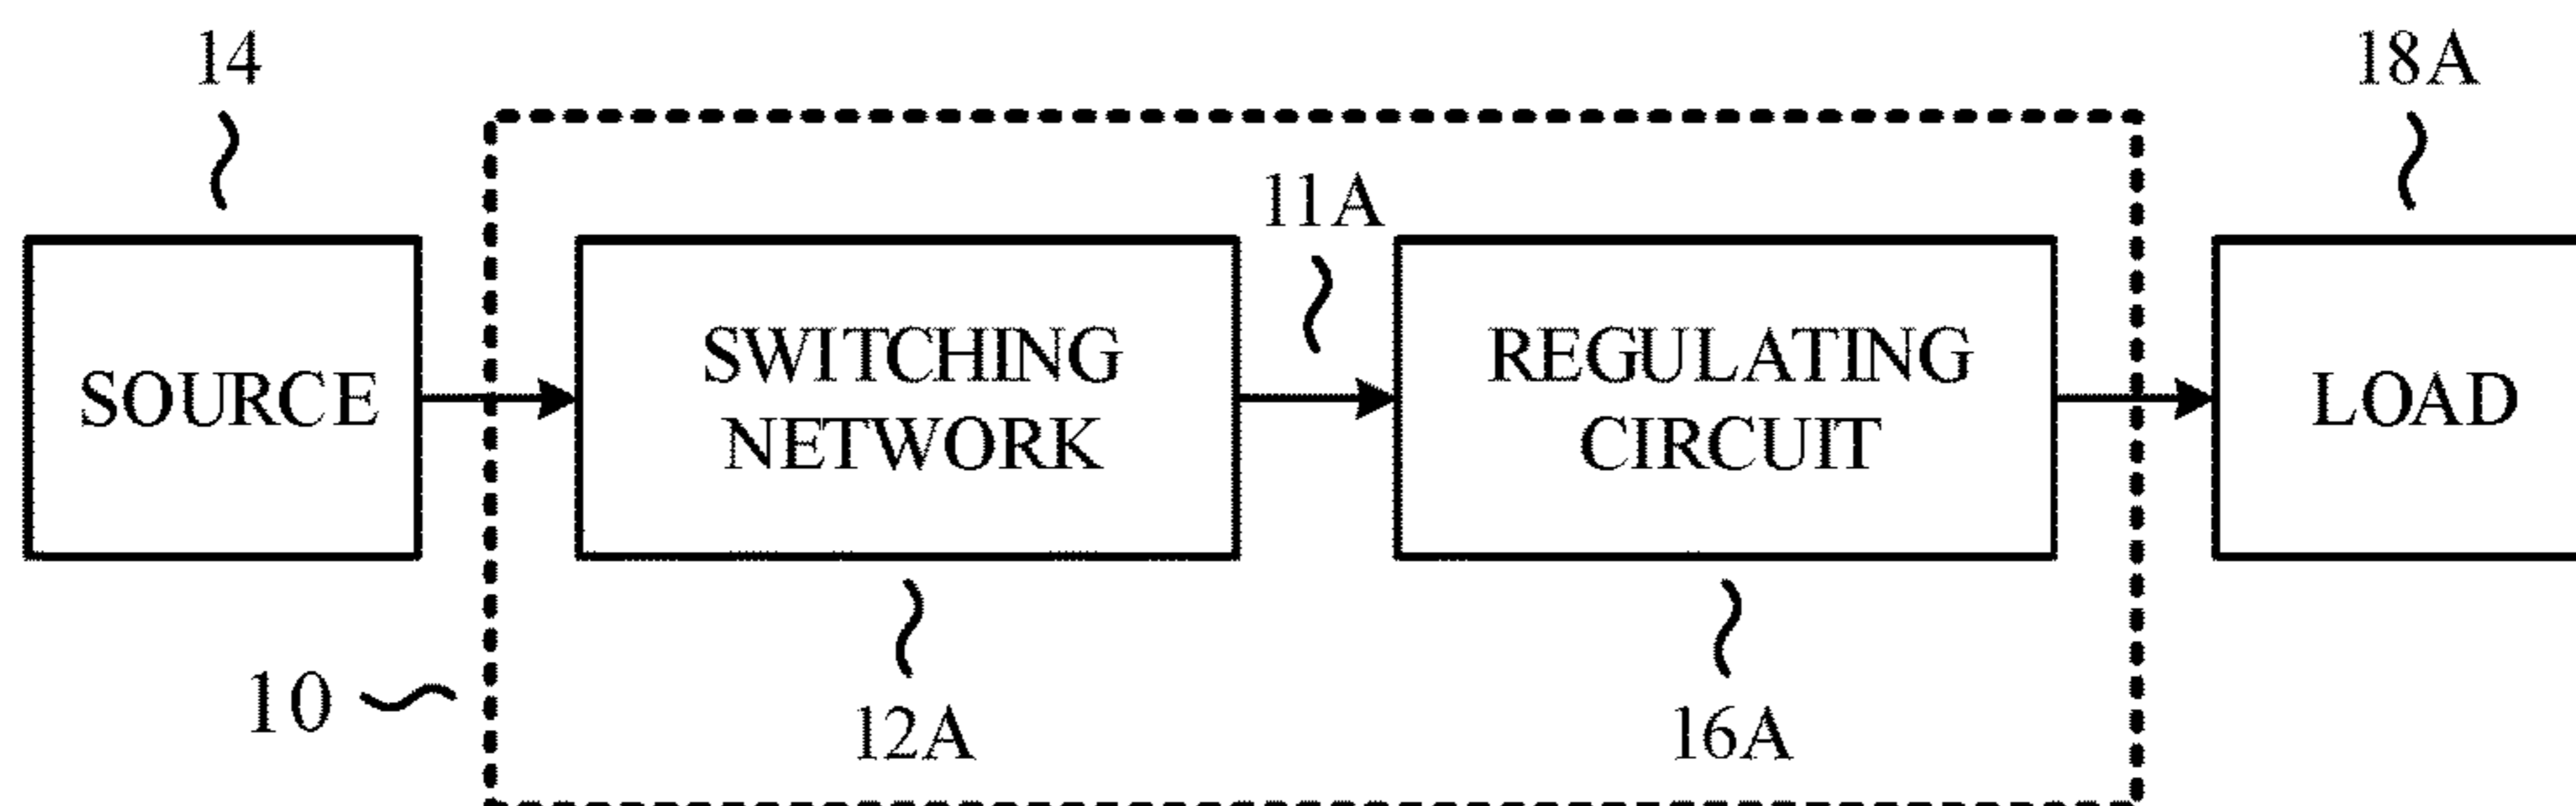 14
18A
11A
SOURCE
SWITCHING
NETWORK
REGULATING
CIRCUIT
LOAD
10
12A
16A